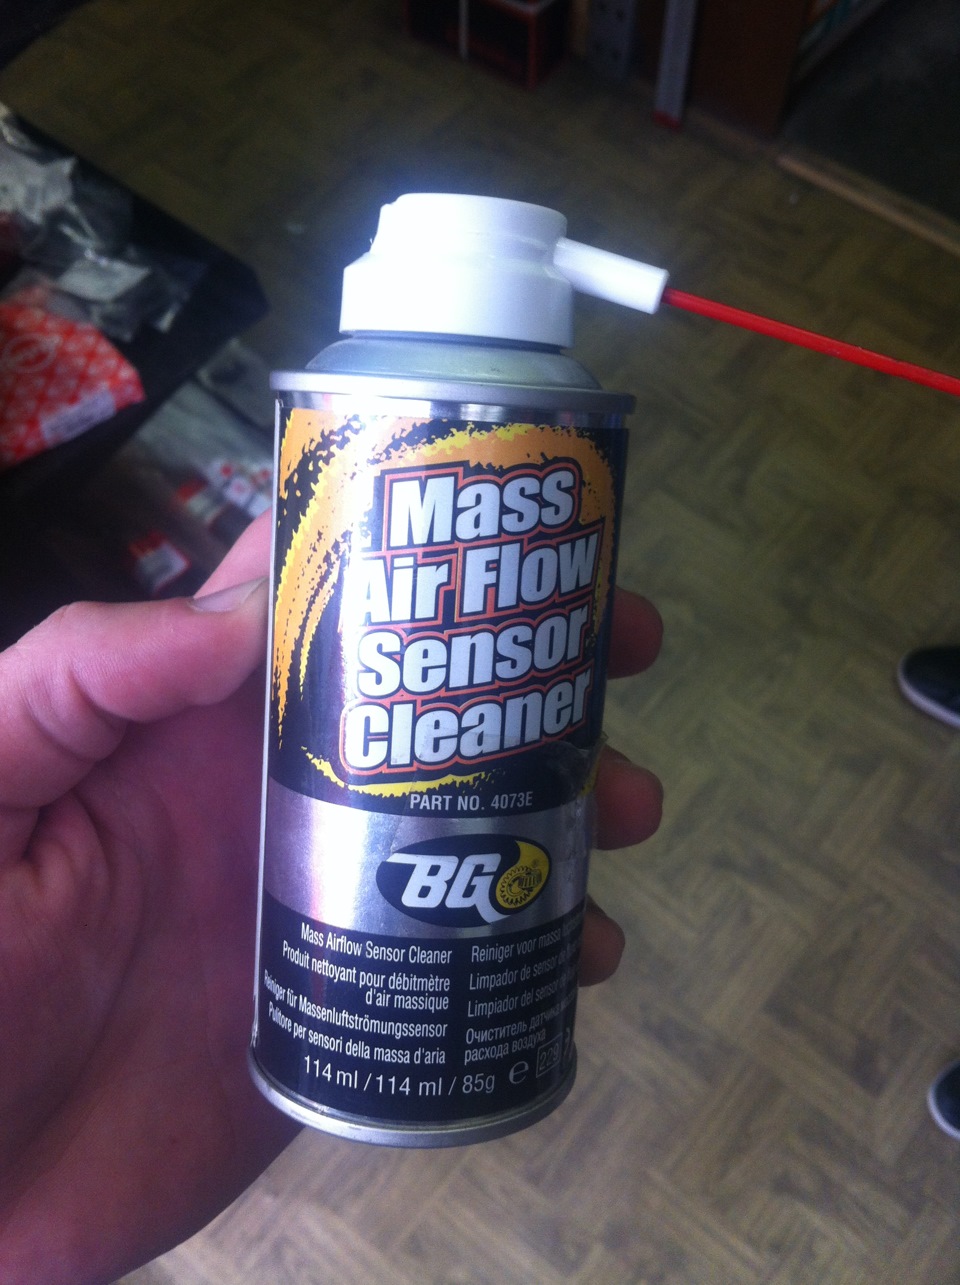 Mass
Air Flow
Sensor
Cleaner
PART NO. 4073E
BG
Mass Airflow Sensor Cleaner
Produit nettoyant pour débitmètre
d'air massique
Reiniger für Massenluftströmungssensor
Pulitore per sensori della massa d'aria
Reiniger voor massa
Limpador de sensor
Limpiador del sensor
Очиститель датчика
расхода воздуха
114 ml / 114 ml / 85g ℮